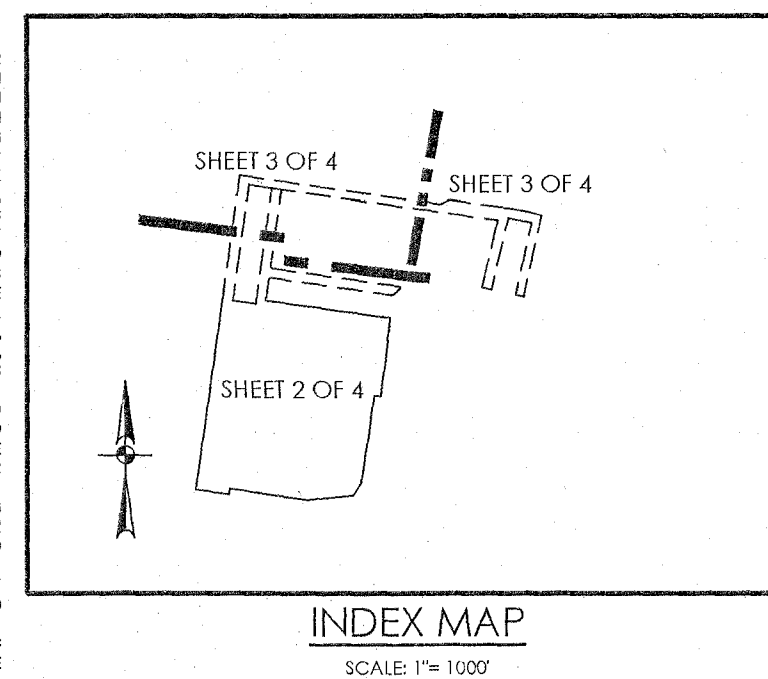 SHEET 3 OF 4
SHEET 3 OF 4
SHEET 2 OF 4
INDEX MAP
SCALE: 1"= 1000'